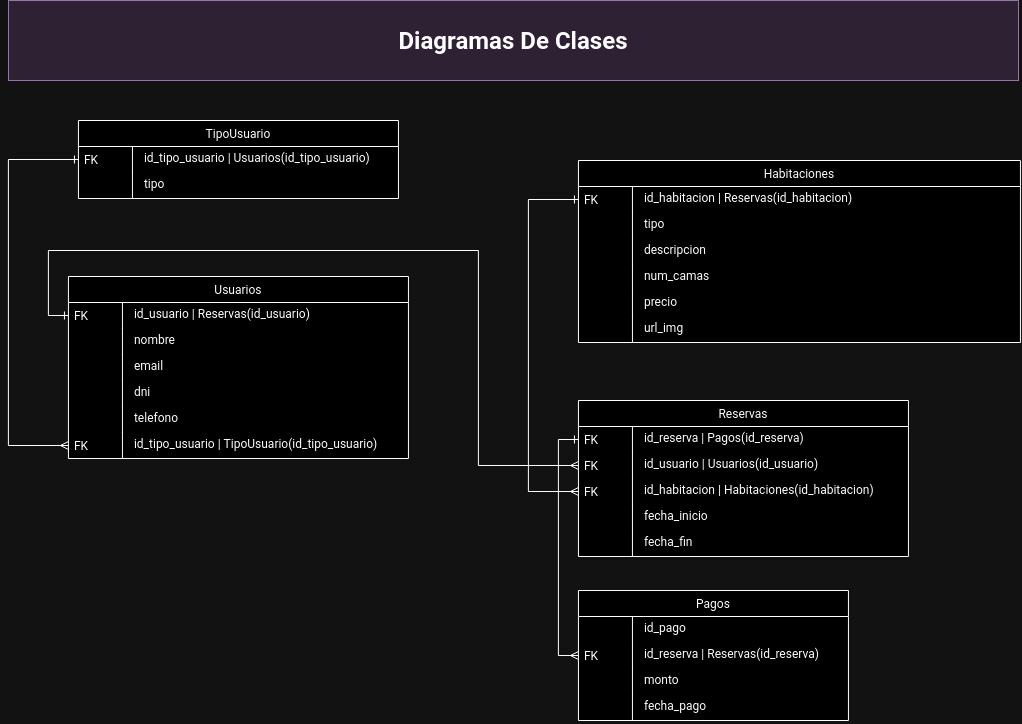 Diagramas De Clases
TipoUsuario
FK id_tipo_usuario | Usuarios(id_tipo_usuario)
tipo
Usuarios
FK id_usuario | Reservas(id_usuario)
nombre
email
dni
telefono
FK id_tipo_usuario | TipoUsuario(id_tipo_usuario)
Habitaciones
FK id_habitacion | Reservas(id_habitacion)
tipo
descripcion
num_camas
precio
url_img
Reservas
FK id_reserva | Pagos(id_reserva)
FK id_usuario | Usuarios(id_usuario)
FK id_habitacion | Habitaciones(id_habitacion)
fecha_inicio
fecha_fin
Pagos
id_pago
FK id_reserva | Reservas(id_reserva)
monto
fecha_pago